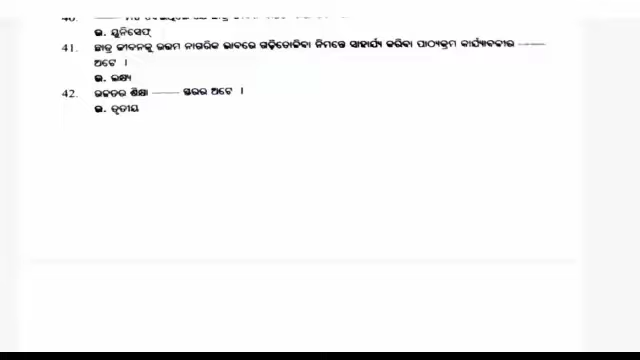 ଉ. ୟୁନିସେଫ୍
41. ଛାତ୍ର ଜୀବନକୁ ଉତ୍ତମ ନାଗରିକ ଭାବରେ ଗଢ଼ିତୋଳିବା ନିମନ୍ତେ ସାହାର୍ଯ୍ୟ କରିବା ପାଠ୍ୟକ୍ରମ କାର୍ଯ୍ୟାବଳୀର ———
ଅଟେ ।
ଉ. ଲକ୍ଷ୍ୟ
42. ଉଚ୍ଚତର ଶିକ୍ଷା ——— ସ୍ତରର ଅଟେ ।
ଉ. ତୃତୀୟ